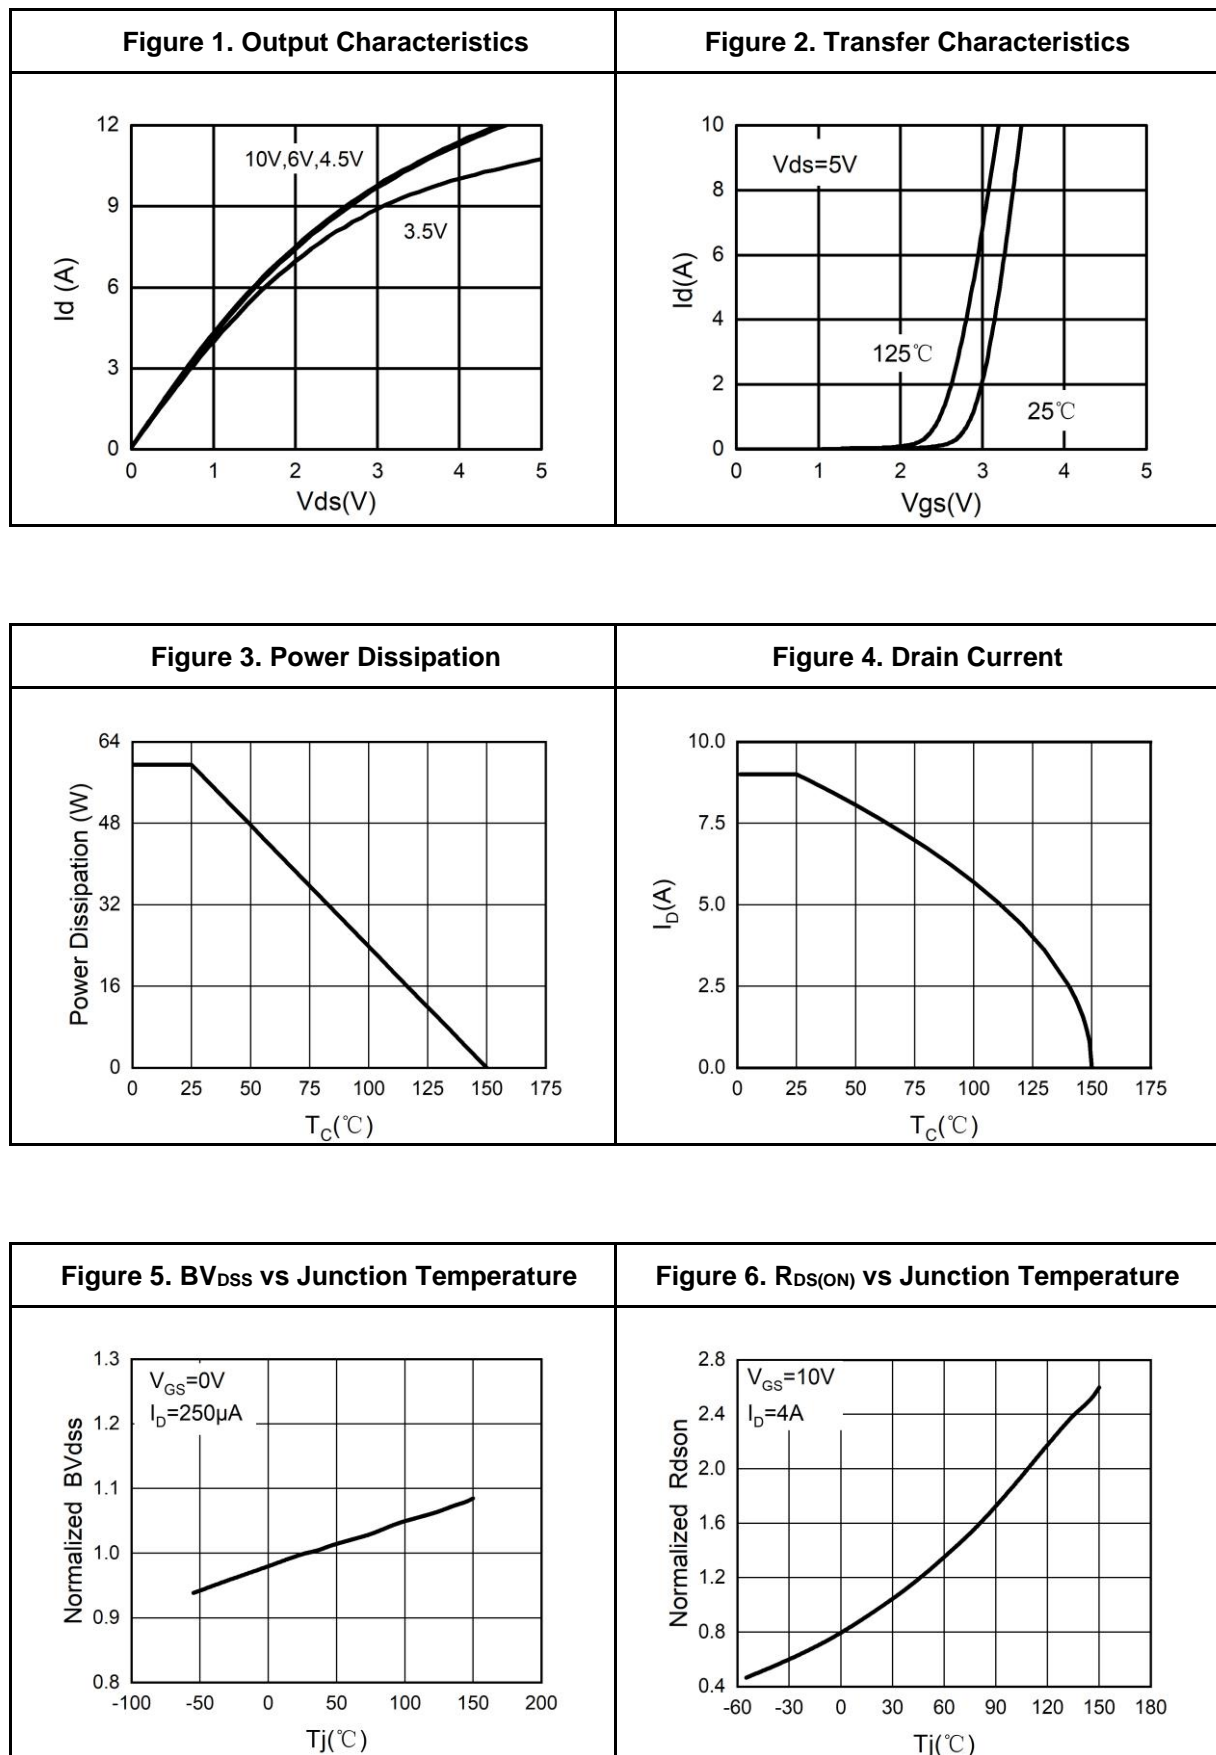 Figure 1. Output Characteristics
Figure 2. Transfer Characteristics
12
9
6
3
0
Id (A)
10V,6V,4.5V
3.5V
0 1 2 3 4 5
Vds(V)
10
8
6
4
2
0
Id(A)
Vds=5V
125℃
25℃
0 1 2 3 4 5
Vgs(V)
Figure 3. Power Dissipation
Figure 4. Drain Current
64
48
32
16
0
Power Dissipation (W)
0 25 50 75 100 125 150 175
TC(℃)
10.0
7.5
5.0
2.5
0.0
ID(A)
0 25 50 75 100 125 150 175
TC(℃)
Figure 5. BVDSS vs Junction Temperature
Figure 6. RDS(ON) vs Junction Temperature
1.3
1.2
1.1
1.0
0.9
0.8
Normalized BVdss
VGS=0V
ID=250μA
-100 -50 0 50 100 150 200
Tj(℃)
2.8
2.4
2.0
1.6
1.2
0.8
0.4
Normalized Rdson
VGS=10V
ID=4A
-60 -30 0 30 60 90 120 150 180
Tj(℃)